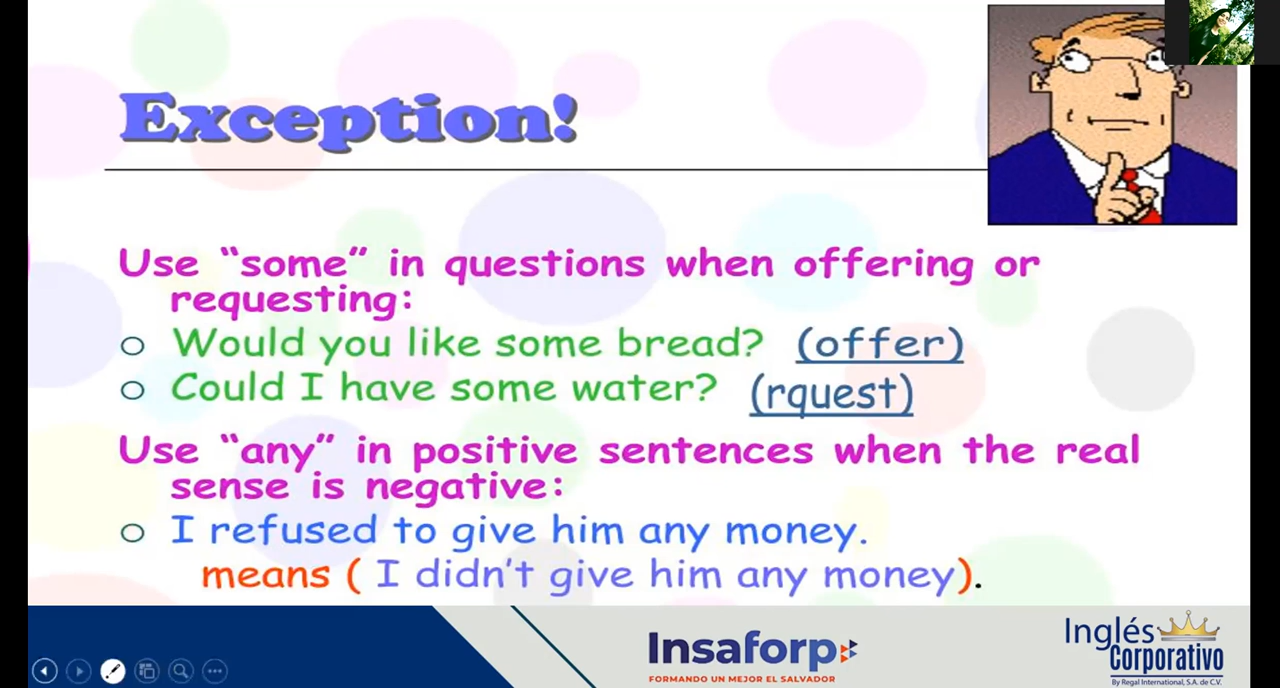 Exception!
Use “some” in questions when offering or
requesting:
Would you like some bread? (offer)
Could I have some water? (rquest)
Use “any” in positive sentences when the real
sense is negative:
I refused to give him any money.
means ( I didn’t give him any money).
Insaforp
FORMANDO UN MEJOR EL SALVADOR
Inglés
Corporativo
By Regal International, S.A. de C.V.